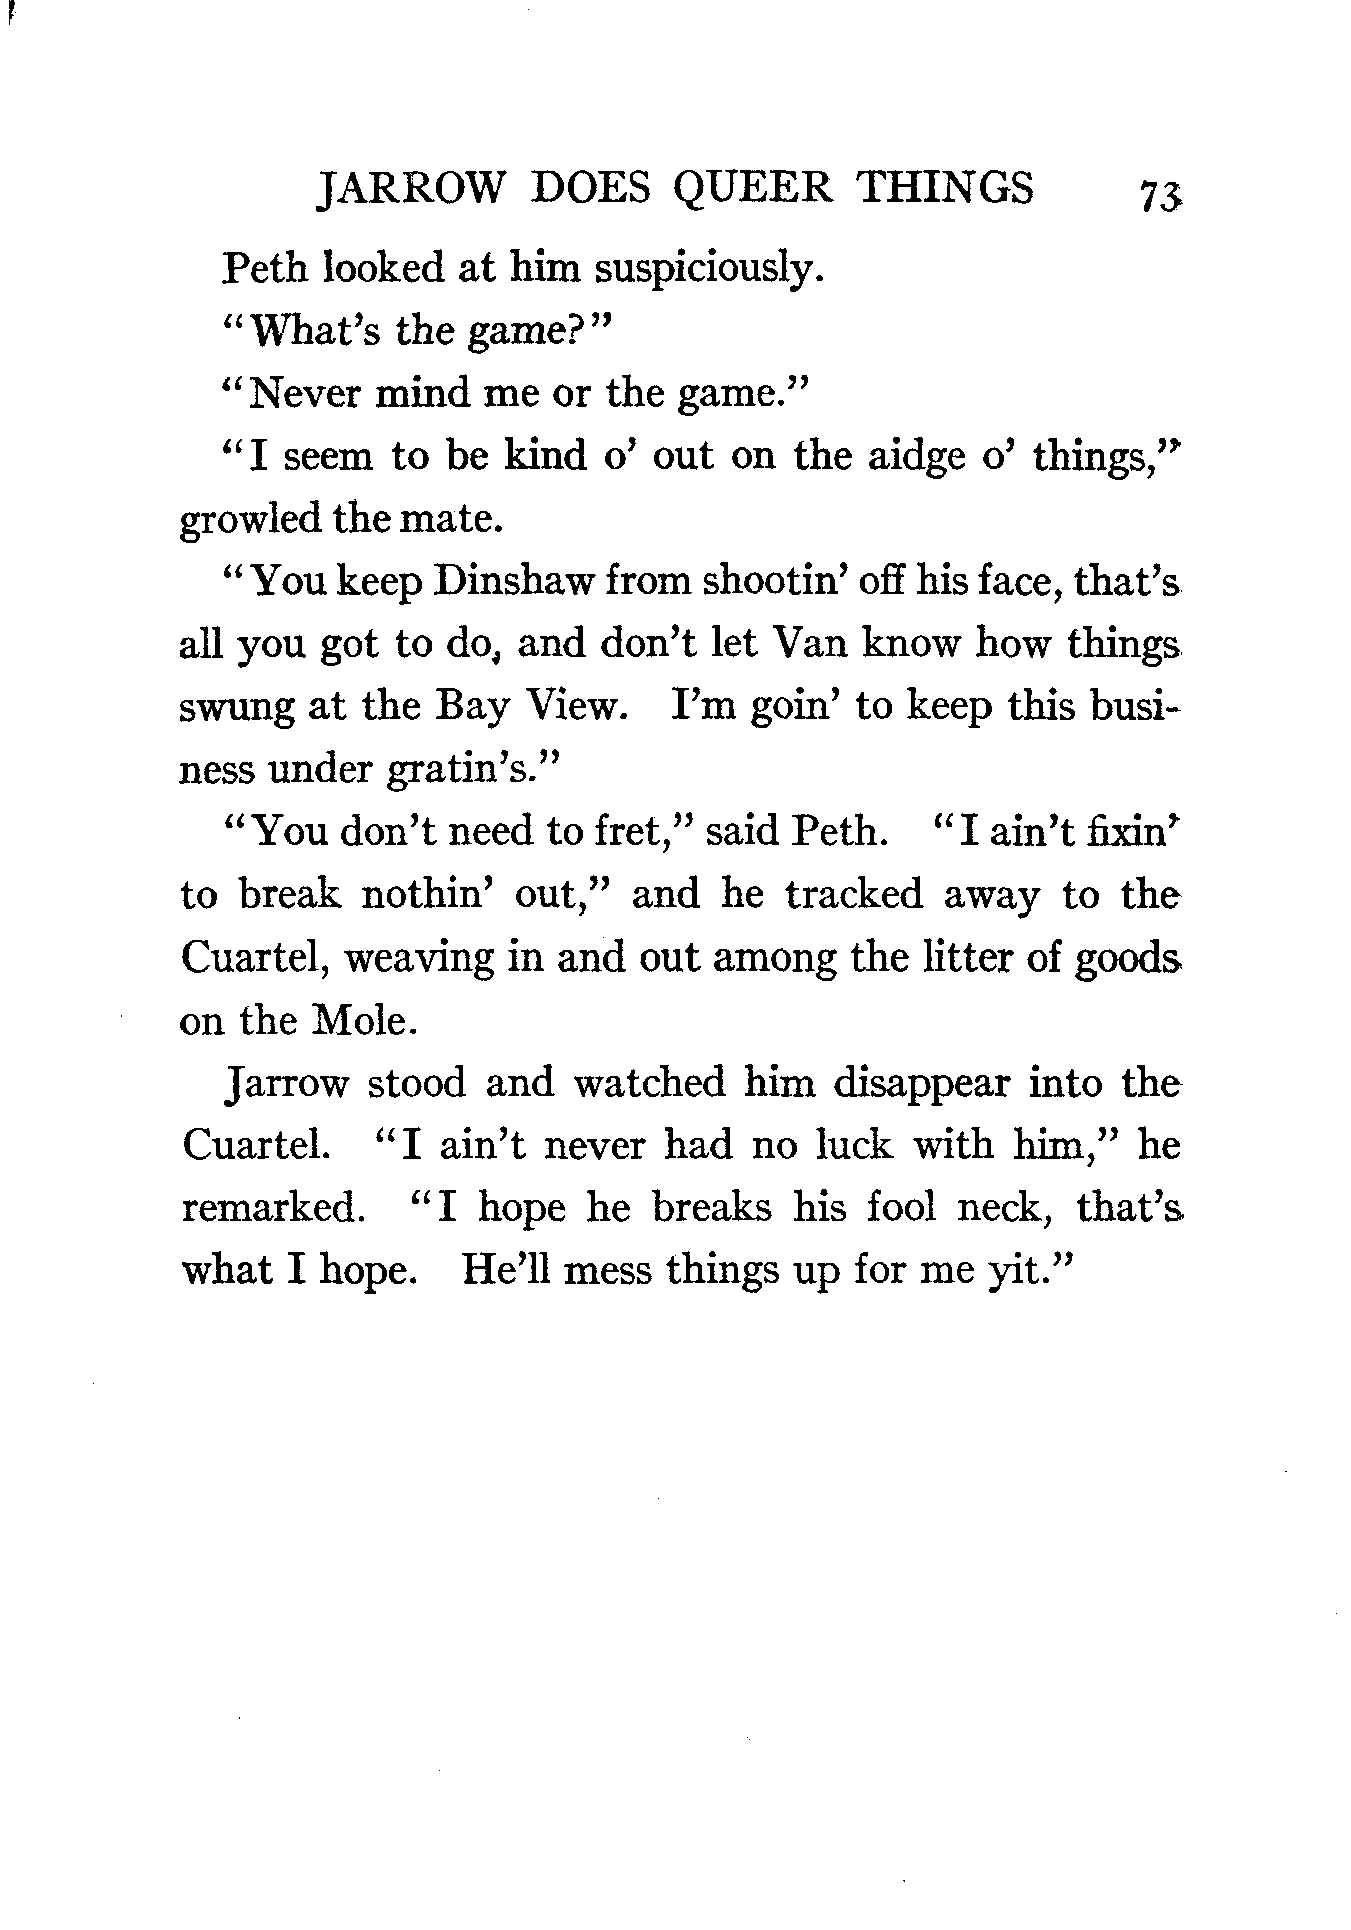 JARROW DOES QUEER THINGS 73
Peth looked at him suspiciously.
"What's the game?"
"Never mind me or the game."
"I seem to be kind o' out on the aidge o' things,"
growled the mate.
"You keep Dinshaw from shootin' off his face, that's
all you got to do, and don't let Van know how things
swung at the Bay View. I'm goin' to keep this busi-
ness under gratin's."
"You don't need to fret," said Peth. "I ain't fixin'
to break nothin' out," and he tracked away to the
Cuartel, weaving in and out among the litter of goods
on the Mole.
Jarrow stood and watched him disappear into the
Cuartel. "I ain't never had no luck with him," he
remarked. "I hope he breaks his fool neck, that's
what I hope. He'll mess things up for me yit."